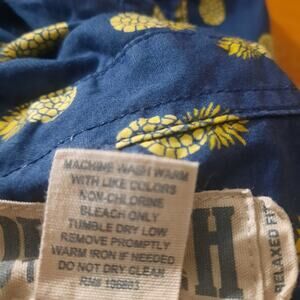 MACHINE WASH WARM
WITH LIKE COLORS
NON-CHLORINE
BLEACH ONLY
TUMBLE DRY LOW
REMOVE PROMPTLY
WARM IRON IF NEEDED
DO NOT DRY CLEAN
RELAXED FIT